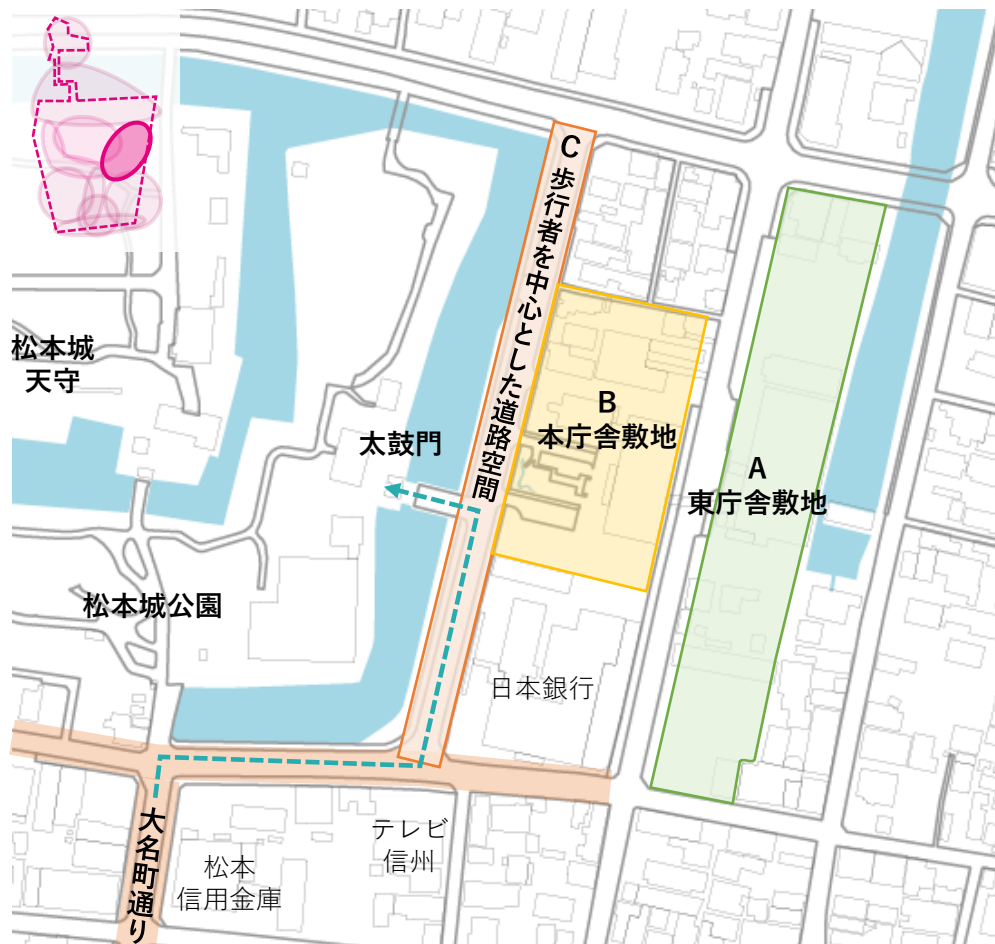 C 歩行者を中心とした道路空間
松本城
天守
太鼓門
B
本庁舎敷地
A
東庁舎敷地
松本城公園
日本銀行
大名町通り
松本
信用金庫
テレビ
信州